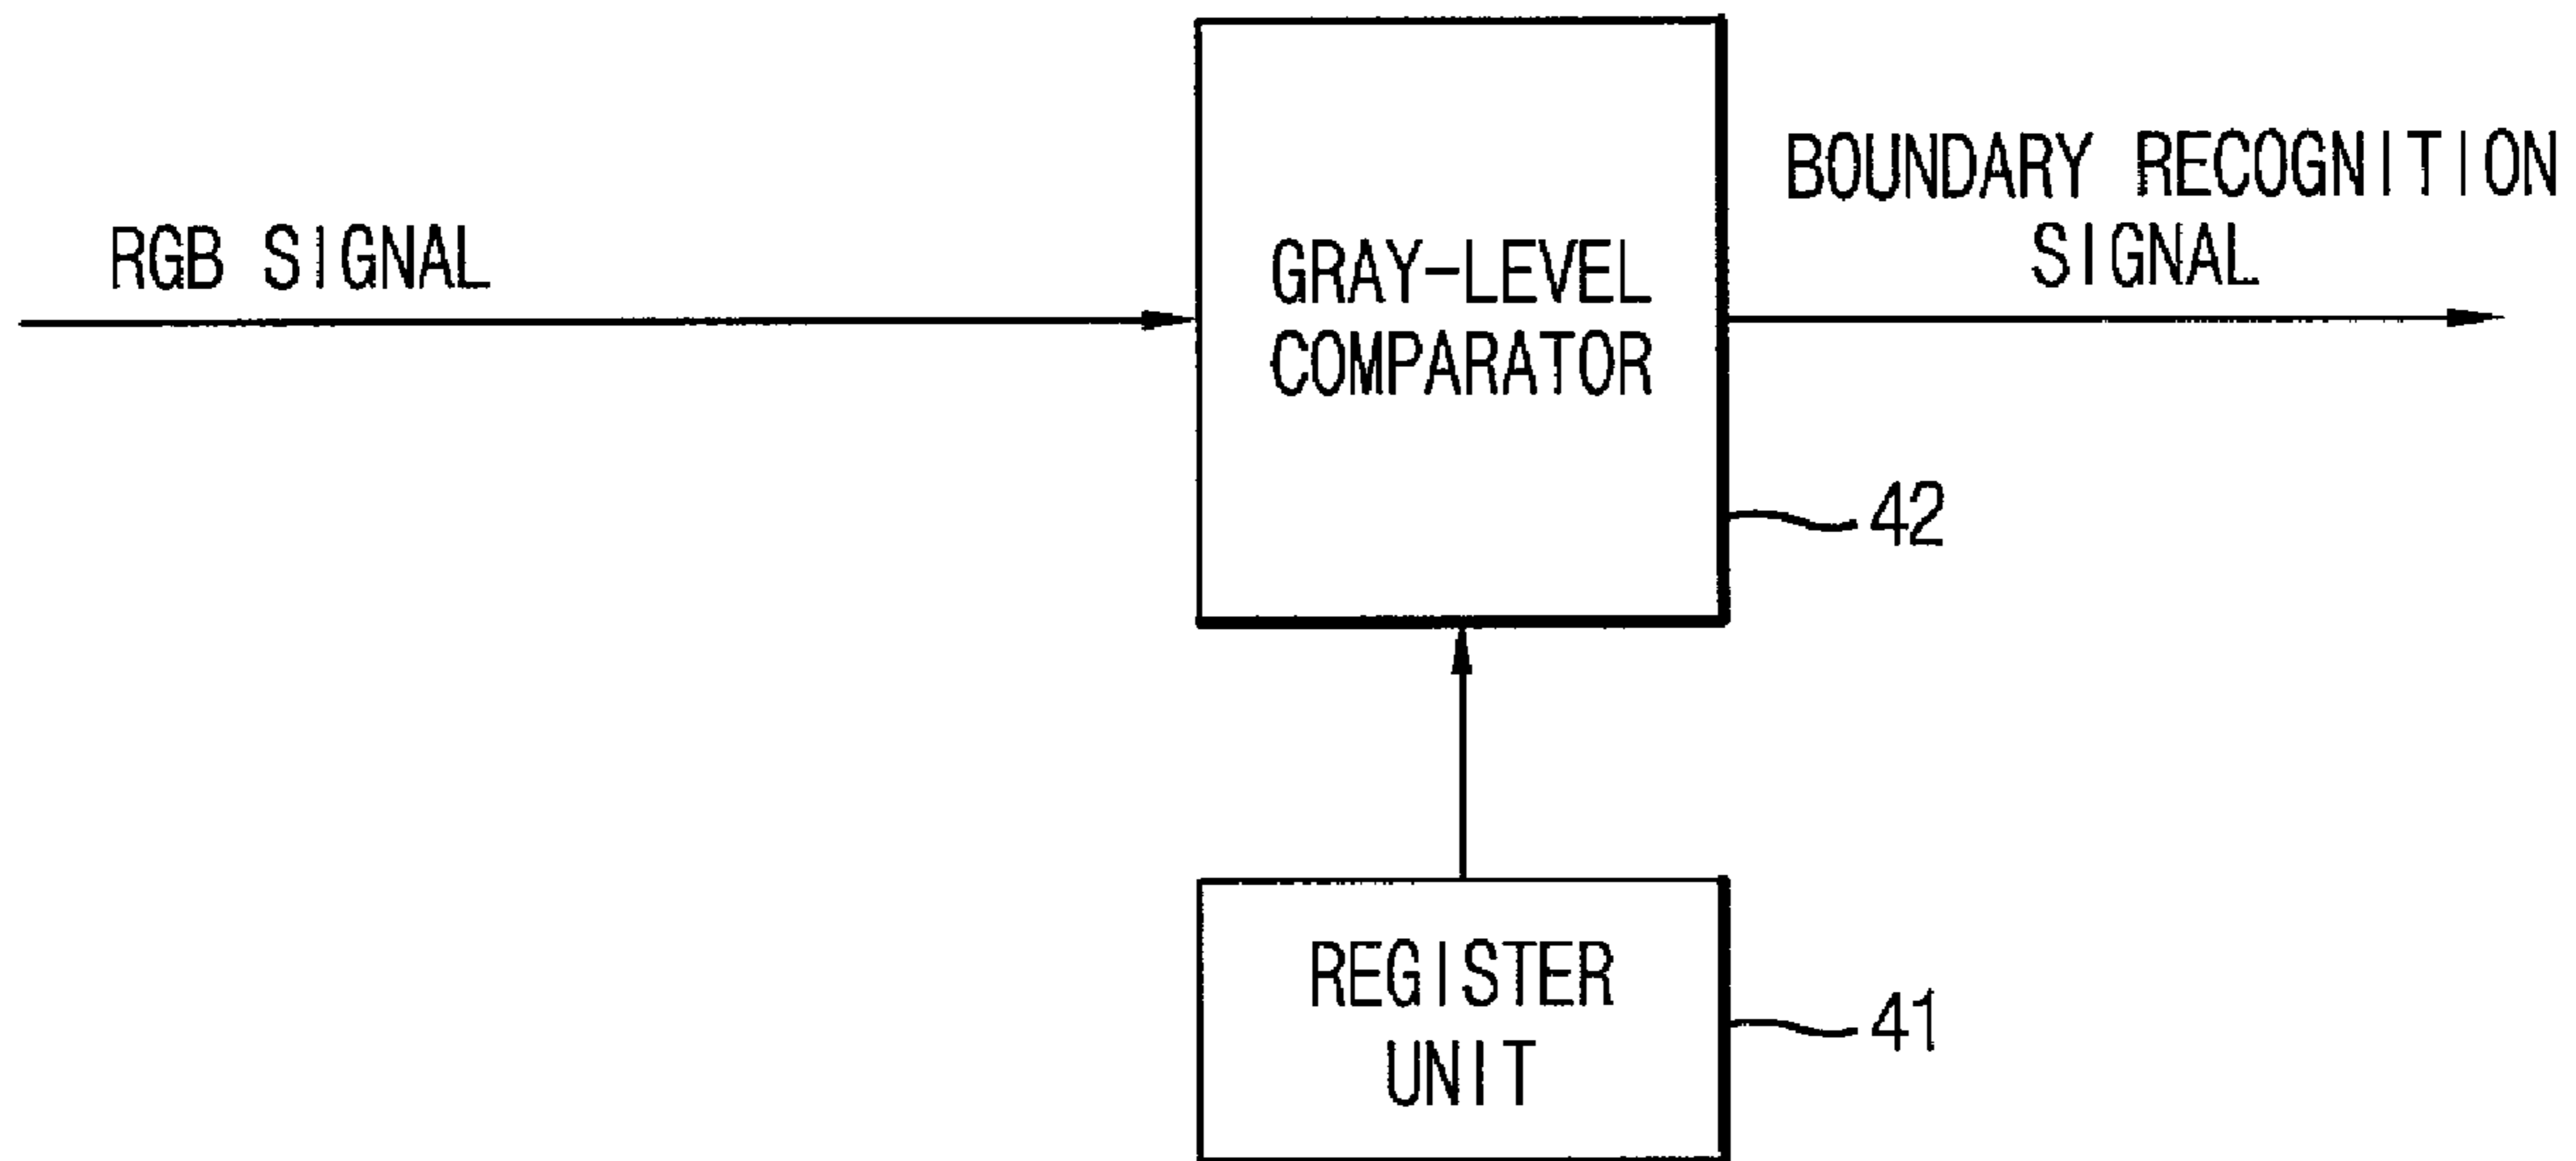 RGB SIGNAL
GRAY-LEVEL
COMPARATOR
BOUNDARY RECOGNITION
SIGNAL
42
REGISTER
UNIT
41